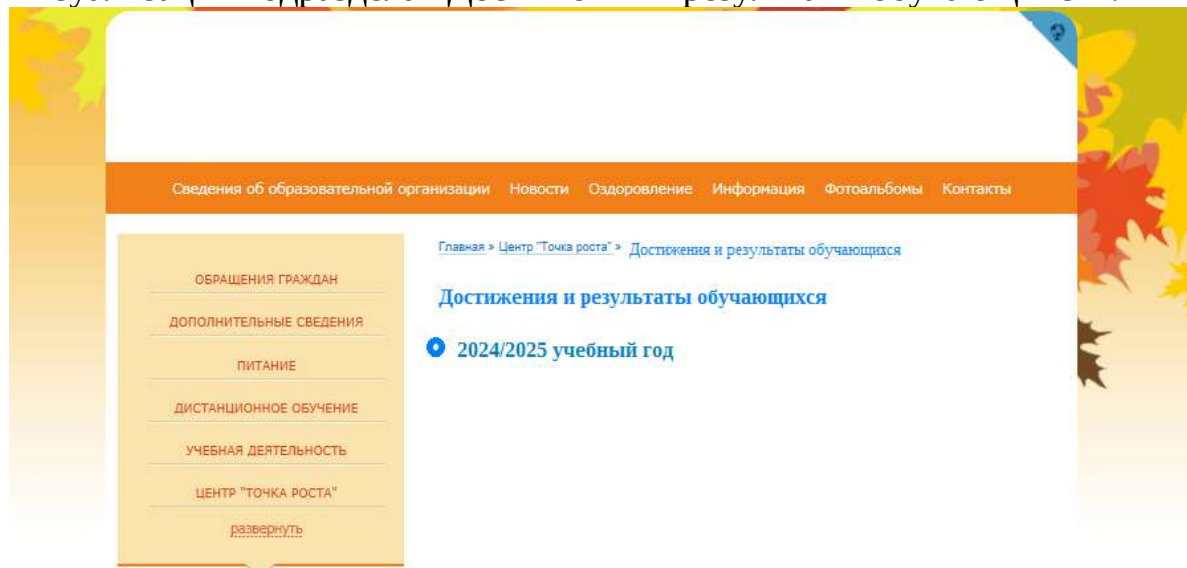 Сведения об образовательной организации Новости Оздоровление Информация Фотоальбомы Контакты
Главная » Центр "Точка роста" » Достижения и результаты обучающихся
ОБРАЩЕНИЯ ГРАЖДАН
ДОПОЛНИТЕЛЬНЫЕ СВЕДЕНИЯ
ПИТАНИЕ
ДИСТАНЦИОННОЕ ОБУЧЕНИЕ
УЧЕБНАЯ ДЕЯТЕЛЬНОСТЬ
ЦЕНТР "ТОЧКА РОСТА"
развернуть
Достижения и результаты обучающихся
2024/2025 учебный год